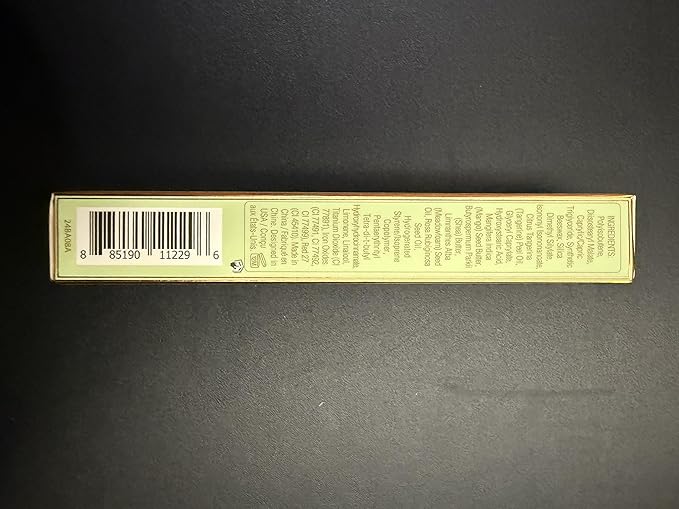 INGREDIENTS:
Polyisobutene,
Diisostearyl Malate,
Caprylic/Capric
Triglyceride, Synthetic
Beeswax, Silica
Dimethyl Silylate,
Isononyl Isononanoate,
Citrus Tangerina
(Tangerine) Peel Oil,
Glyceryl Caprylate,
Hydroxystearic Acid,
Mangifera Indica
(Mango) Seed Butter,
Butyrospermum Parkii
(Shea) Butter,
Limnanthes Alba
(Meadowfoam) Seed
Oil, Rosa Rubiginosa
Seed Oil,
Hydrogenated
Styrene/Isoprene
Copolymer,
Pentaerythrityl
Tetra-di-t-butyl
Hydroxyhydrocinnamate,
Limonene, Linalool,
Titanium Dioxide (CI
77891), Iron Oxides
(CI 77491, CI 77492,
CI 77499), Red 27
(CI 45410). Made in
China / Fabriqué en
Chine. Designed in
USA / Conçu
aux États-Unis.
12M
8 85190 11229 6
24BA08A